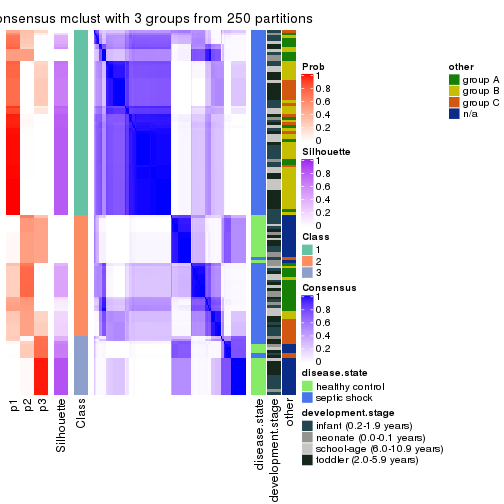 onsensus mclust with 3 groups from 250 partitions
Prob
1
0.8
0.6
0.4
0.2
0
Silhouette
1
0.8
0.6
0.4
0.2
0
Class
1
2
3
Consensus
1
0.8
0.6
0.4
0.2
0
disease.state
healthy control
septic shock
development.stage
infant (0.2-1.9 years)
neonate (0.0-0.1 years)
school-age (6.0-10.9 years)
toddler (2.0-5.9 years)
other
group A
group B
group C
n/a
p1
p2
p3
Silhouette
Class
disease.state
development.stage
other